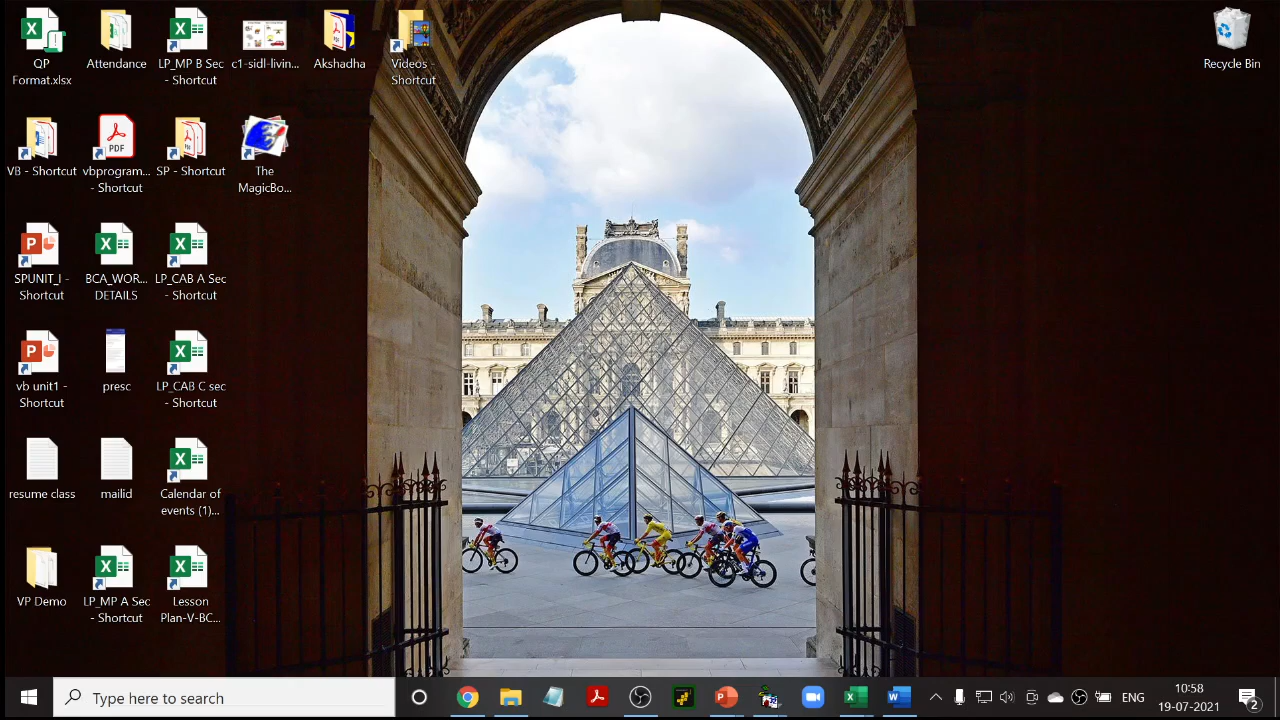 QP
Format.xlsx
Attendance
LP_MP B Sec
- Shortcut
c1-sidl-livin...
Akshadha
Videos -
Shortcut
Recycle Bin
VB - Shortcut
PDF
vbprogram...
- Shortcut
SP - Shortcut
The
MagicBo...
SPUNIT_I -
Shortcut
BCA_WOR...
DETAILS
LP_CAB A Sec
- Shortcut
vb unit1 -
Shortcut
presc
LP_CAB C sec
- Shortcut
resume class
mailid
Calendar of
events (1)...
VP Demo
LP_MP A Sec
- Shortcut
Lesson
Plan-V-BC...
Type here to search
ENG
10:58
19-07-2021
2